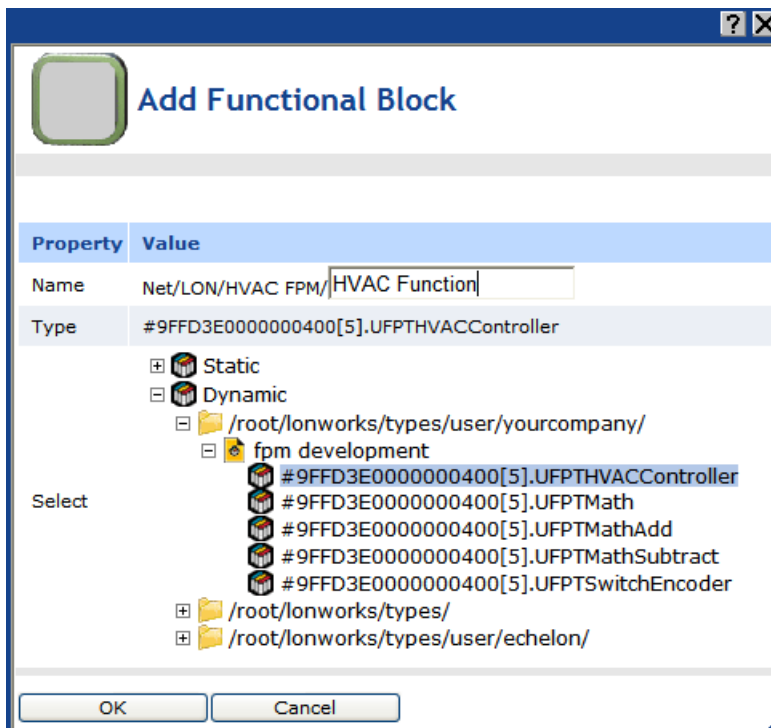 ?
Add Functional Block
Property Value
Name Net/LON/HVAC FPM/HVAC Function
Type #9FFD3E0000000400[5].UFPTHVACController
Static
Dynamic
/root/lonworks/types/user/yourcompany/
fpm development
#9FFD3E0000000400[5].UFPTHVACController
Select #9FFD3E0000000400[5].UFPTMath
#9FFD3E0000000400[5].UFPTMathAdd
#9FFD3E0000000400[5].UFPTMathSubtract
#9FFD3E0000000400[5].UFPTSwitchEncoder
/root/lonworks/types/
/root/lonworks/types/user/echelon/
OK Cancel